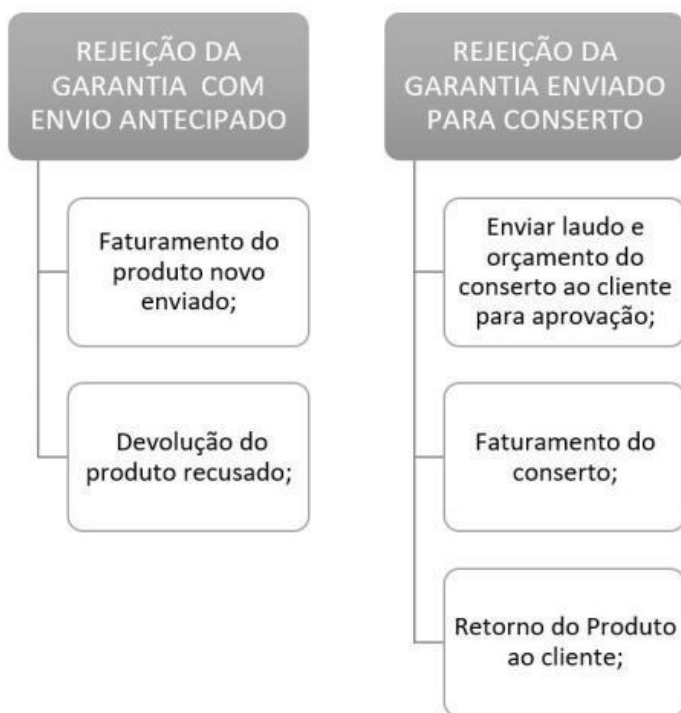 REJEIÇÃO DA
GARANTIA COM
ENVIO ANTECIPADO
Faturamento do
produto novo
enviado;
Devolução do
produto recusado;
REJEIÇÃO DA
GARANTIA ENVIADO
PARA CONSERTO
Enviar laudo e
orçamento do
conserto ao cliente
para aprovação;
Faturamento do
conserto;
Retorno do Produto
ao cliente;